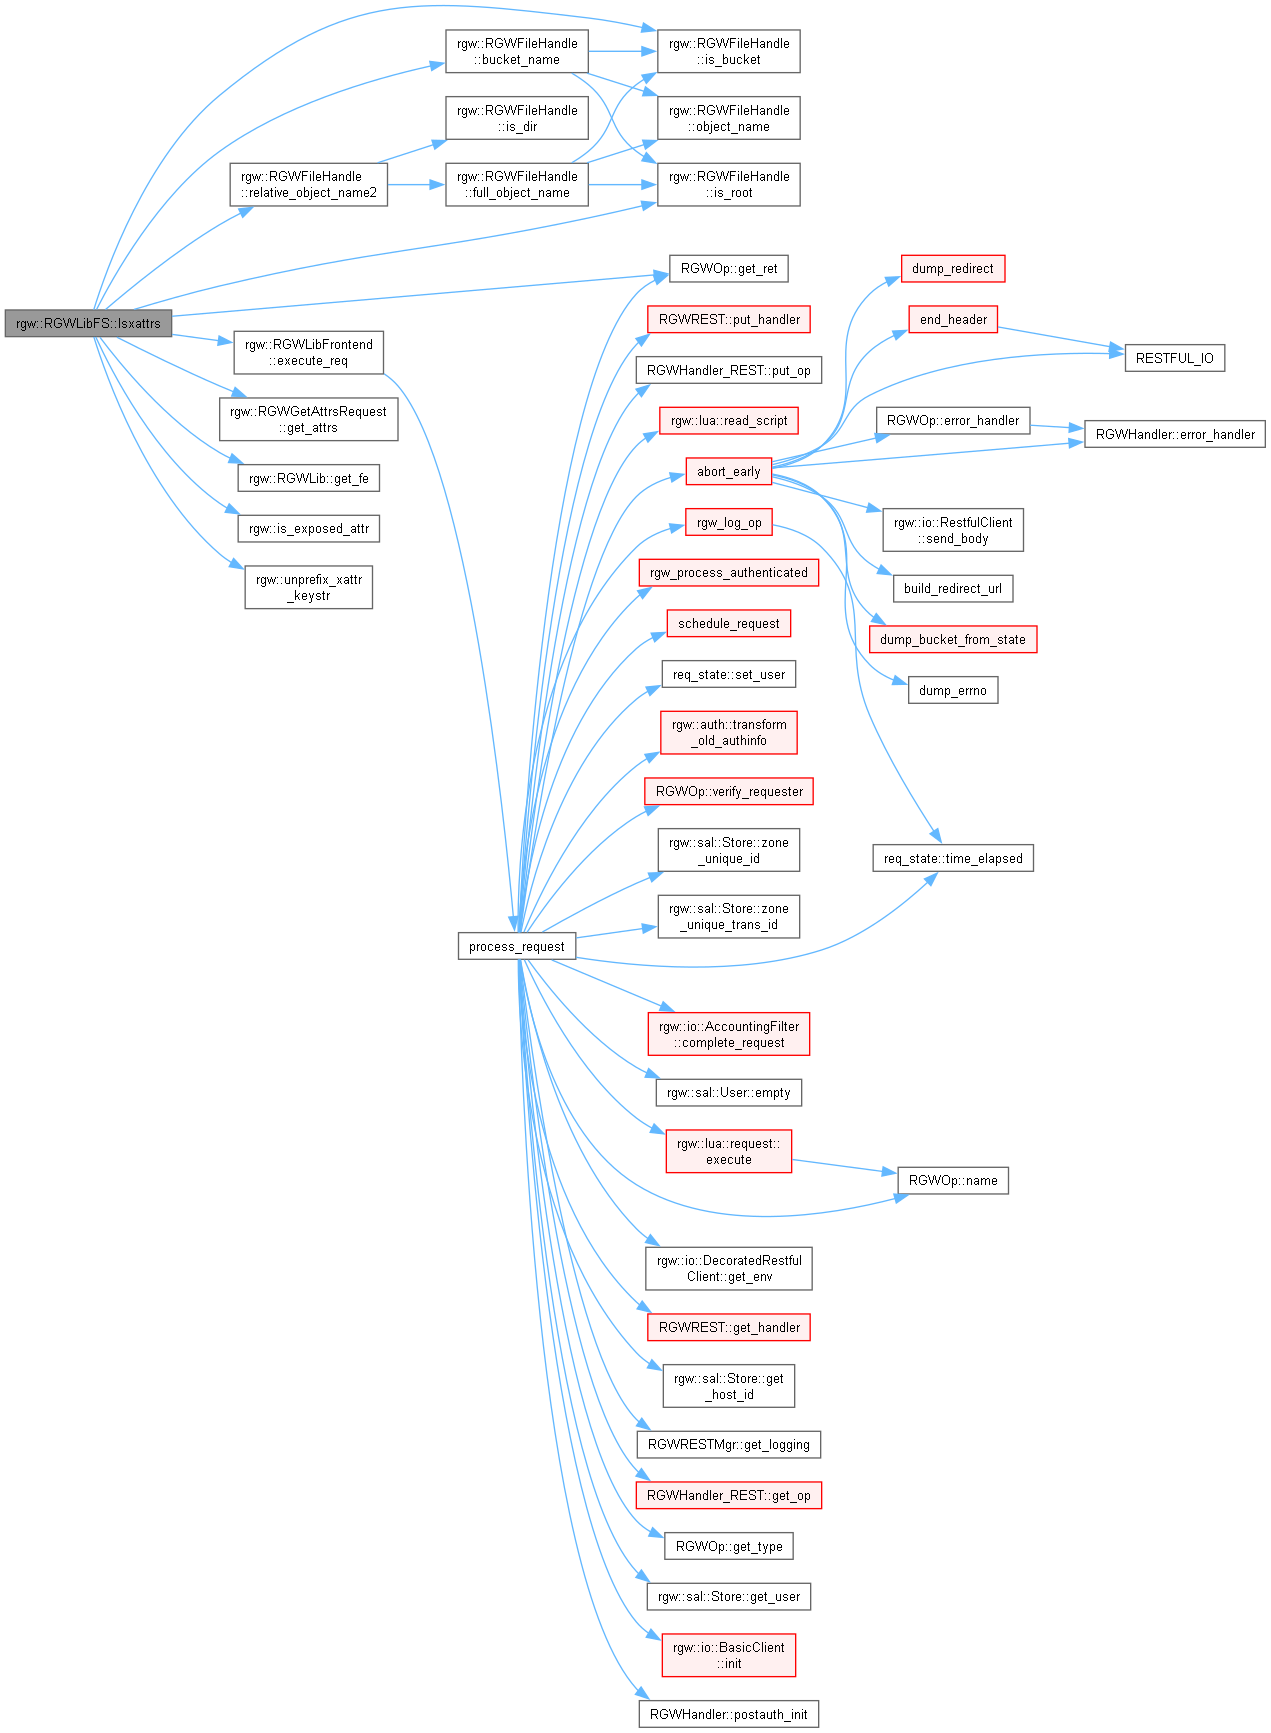 rgw::RGWLibFS::lsxattrs
rgw::RGWFileHandle
::bucket_name
rgw::RGWFileHandle
::is_dir
rgw::RGWFileHandle
::relative_object_name2
rgw::RGWFileHandle
::full_object_name
rgw::RGWFileHandle
::is_bucket
rgw::RGWFileHandle
::object_name
rgw::RGWFileHandle
::is_root
rgw::RGWLibFrontend
::execute_req
rgw::RGWGetAttrsRequest
::get_attrs
rgw::RGWLib::get_fe
rgw::is_exposed_attr
rgw::unprefix_xattr
_keystr
process_request
RGWOp::get_ret
RGWREST::put_handler
RGWHandler_REST::put_op
rgw::lua::read_script
abort_early
rgw_log_op
rgw_process_authenticated
schedule_request
req_state::set_user
rgw::auth::transform
_old_authinfo
RGWOp::verify_requester
rgw::sal::Store::zone
_unique_id
rgw::sal::Store::zone
_unique_trans_id
rgw::io::AccountingFilter
::complete_request
rgw::sal::User::empty
rgw::lua::request::
execute
rgw::io::DecoratedRestful
Client::get_env
RGWREST::get_handler
rgw::sal::Store::get
_host_id
RGWRESTMgr::get_logging
RGWHandler_REST::get_op
RGWOp::get_type
rgw::sal::Store::get_user
rgw::io::BasicClient
::init
RGWHandler::postauth_init
dump_redirect
end_header
RESTFUL_IO
RGWOp::error_handler
RGWHandler::error_handler
rgw::io::RestfulClient
::send_body
build_redirect_url
dump_bucket_from_state
dump_errno
req_state::time_elapsed
RGWOp::name